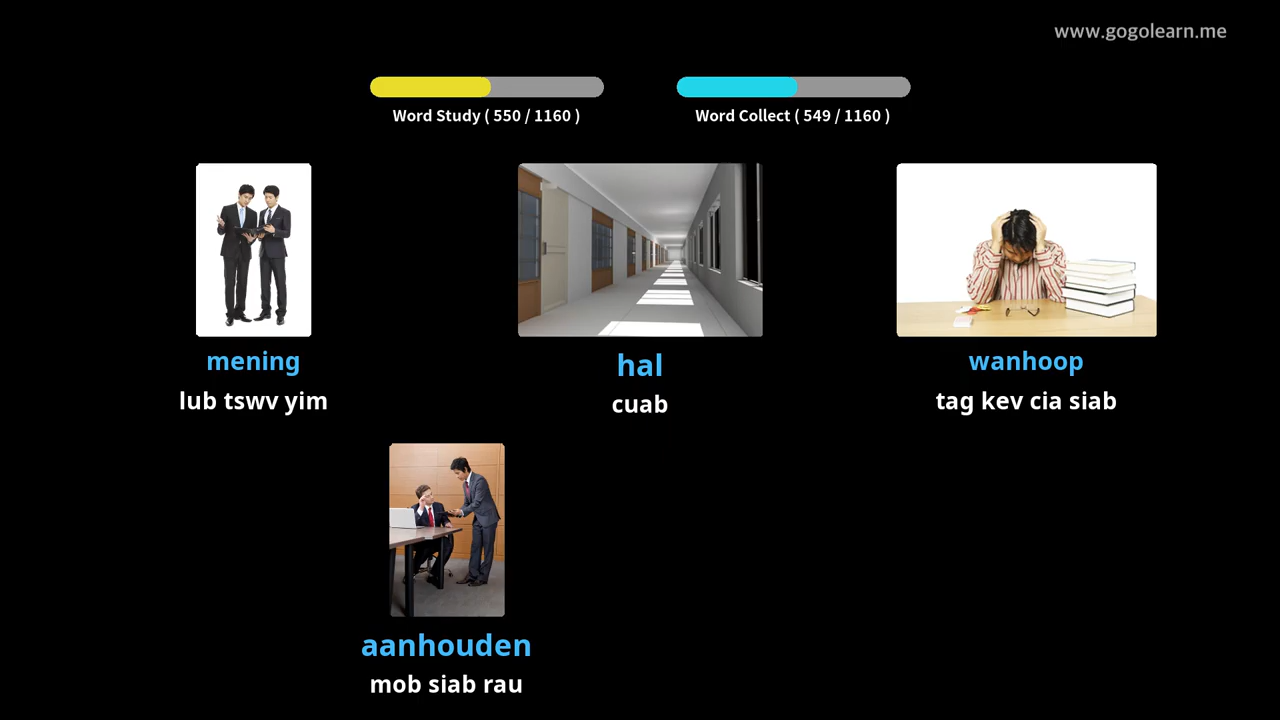 www.gogolearn.me
Word Study ( 550 / 1160 )
Word Collect ( 549 / 1160 )
mening
lub tswv yim
hal
cuab
wanhoop
tag kev cia siab
aanhouden
mob siab rau